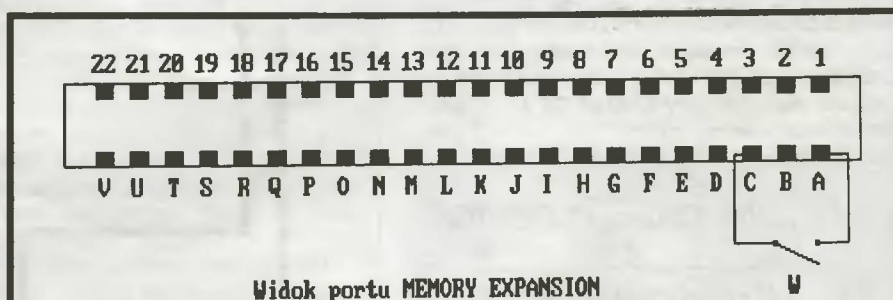 22 21 20 19 18 17 16 15 14 13 12 11 10 9 8 7 6 5 4 3 2 1
V U T S R Q P O N M L K J I H G F E D C B A
W
Widok portu MEMORY EXPANSION